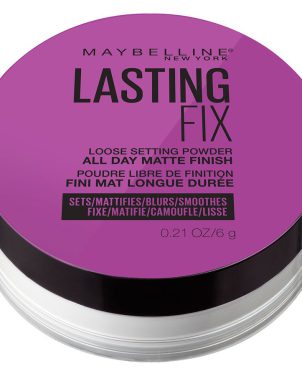 MAYBELLINE®
NEW YORK
LASTING
FIX
LOOSE SETTING POWDER
ALL DAY MATTE FINISH
POUDRE LIBRE DE FINITION
FINI MAT LONGUE DURÉE
SETS/MATTIFIES/BLURS/SMOOTHES
FIXE/MATIFIE/CAMOUFLE/LISSE
0.21 OZ/6 g